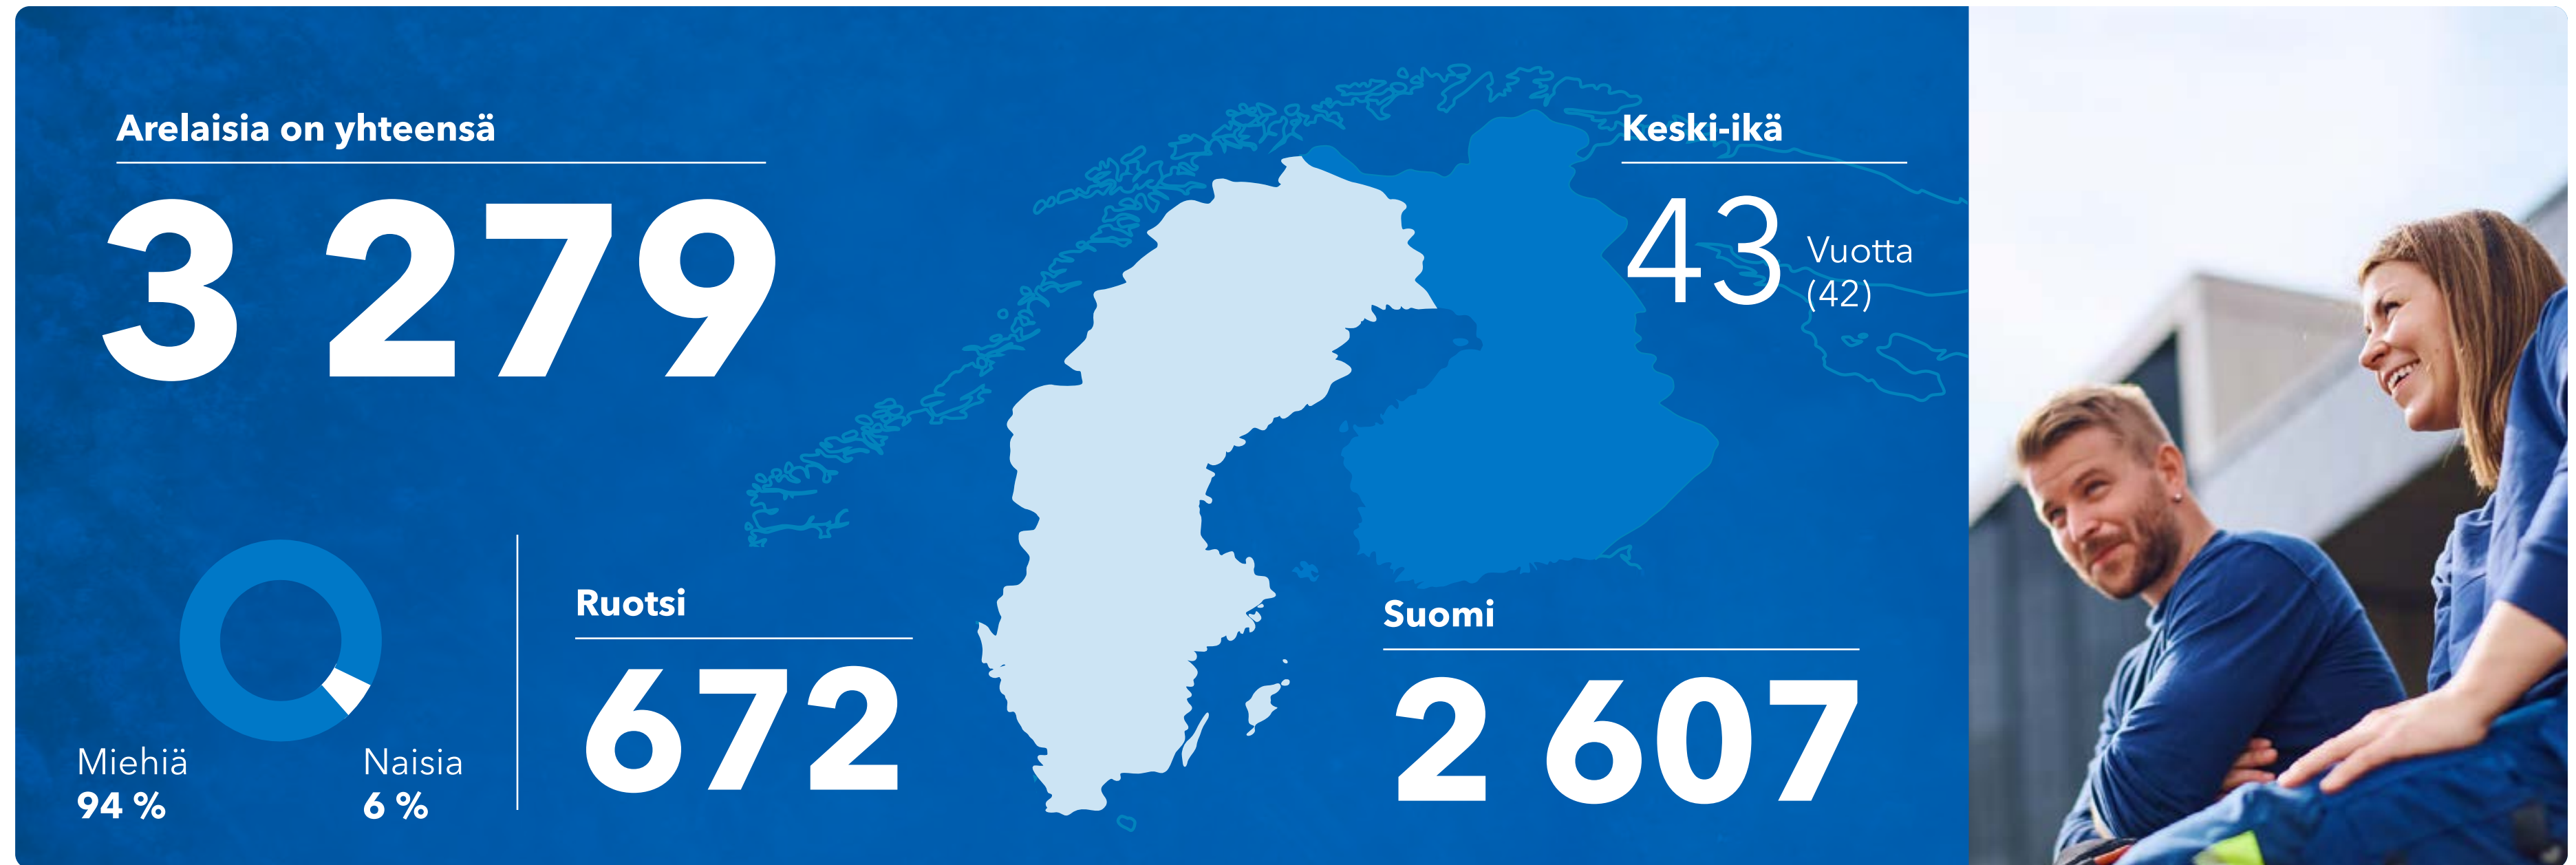 Arelaisia on yhteensä
3 279
Keski-ikä
43 Vuotta
(42)
Miehiä
94 %
Naisia
6 %
Ruotsi
672
Suomi
2 607